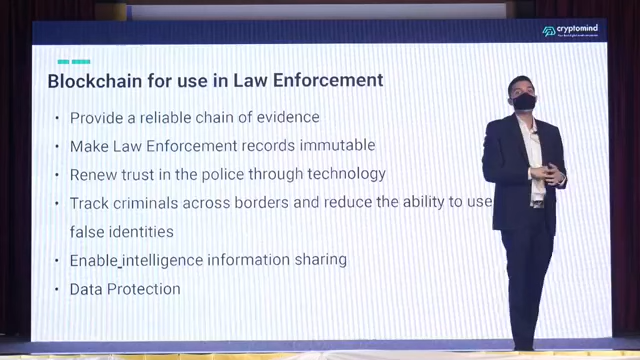 cryptomind
Blockchain for use in Law Enforcement
• Provide a reliable chain of evidence
• Make Law Enforcement records immutable
• Renew trust in the police through technology
• Track criminals across borders and reduce the ability to use
false identities
• Enable intelligence information sharing
• Data Protection